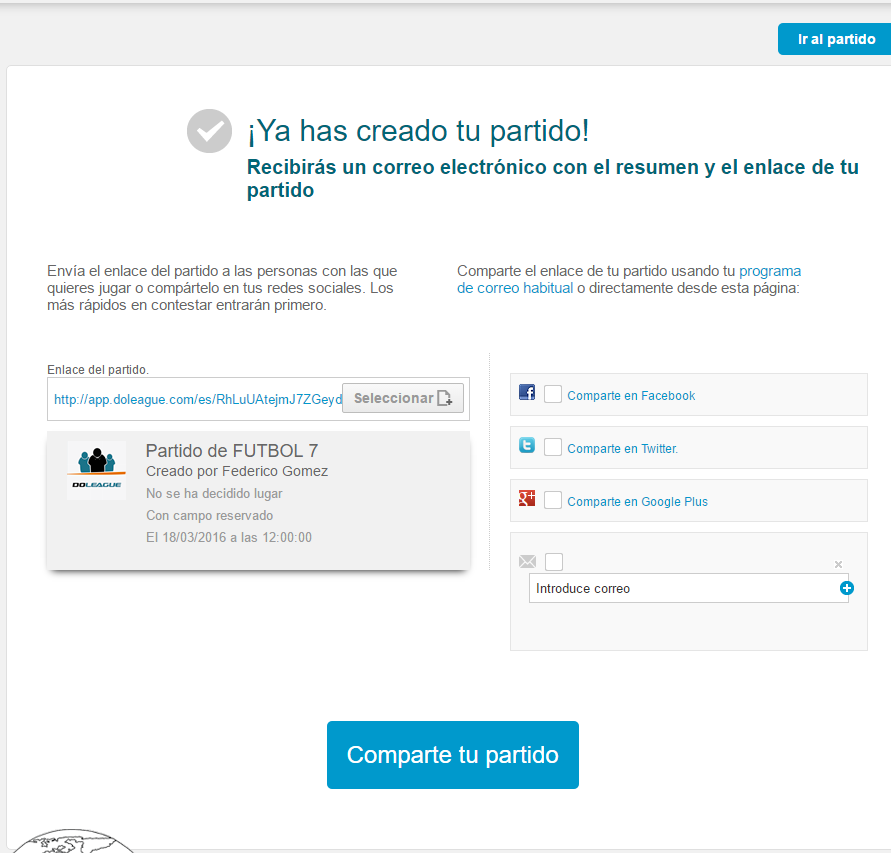 Ir al partido
¡Ya has creado tu partido!
Recibirás un correo electrónico con el resumen y el enlace de tu
partido
Envía el enlace del partido a las personas con las que
quieres jugar o compártelo en tus redes sociales. Los
más rápidos en contestar entrarán primero.
Comparte el enlace de tu partido usando tu programa
de correo habitual o directamente desde esta página:
Enlace del partido.
http://app.doleague.com/es/RhLuUAtejmJ7ZGeyd
Seleccionar
DOLEAGUE
Partido de FUTBOL 7
Creado por Federico Gomez
No se ha decidido lugar
Con campo reservado
El 18/03/2016 a las 12:00:00
Comparte en Facebook
Comparte en Twitter.
Comparte en Google Plus
Introduce correo
Comparte tu partido